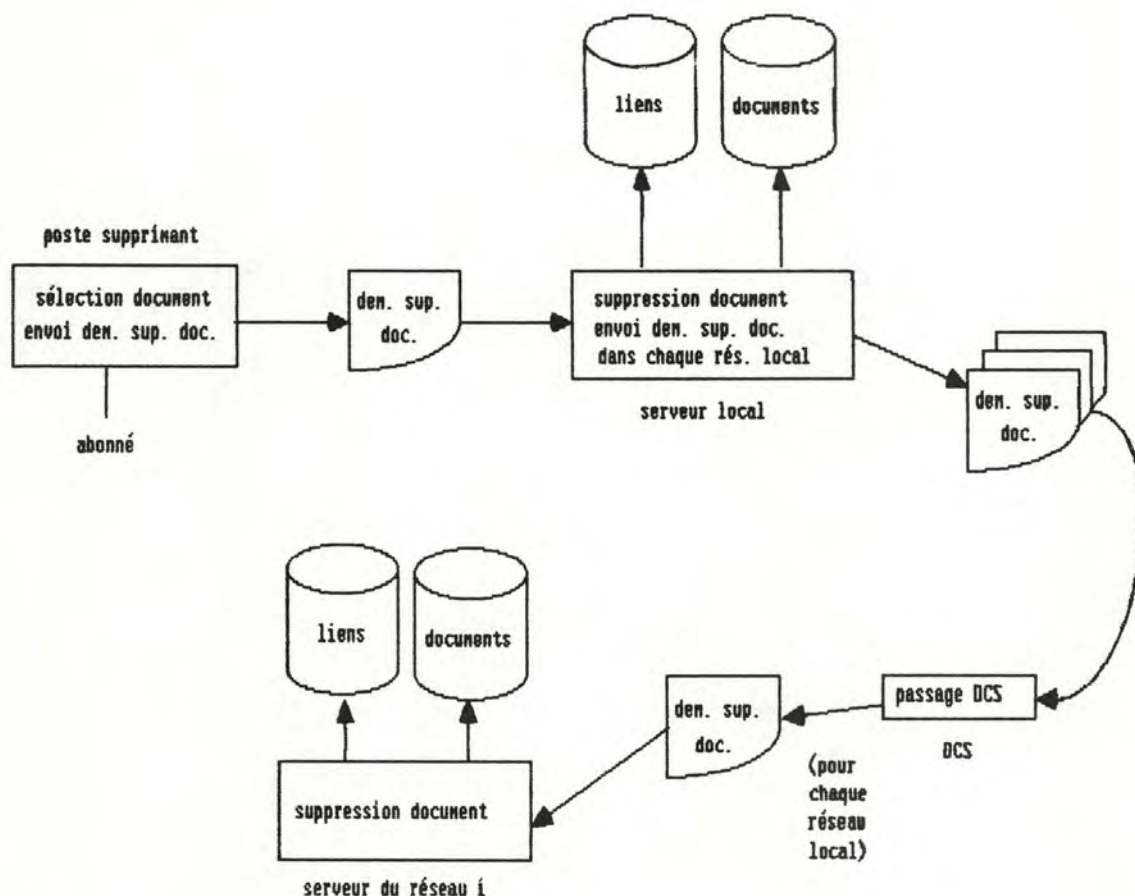 liens
documents
poste supprimant
sélection document
envoi dem. sup. doc.
abonné
dem. sup.
doc.
suppression document
envoi dem. sup. doc.
dans chaque rés. local
serveur local
dem. sup.
doc.
liens
documents
suppression document
serveur du réseau i
dem. sup.
doc.
(pour
chaque
réseau
local)
passage DCS
DCS